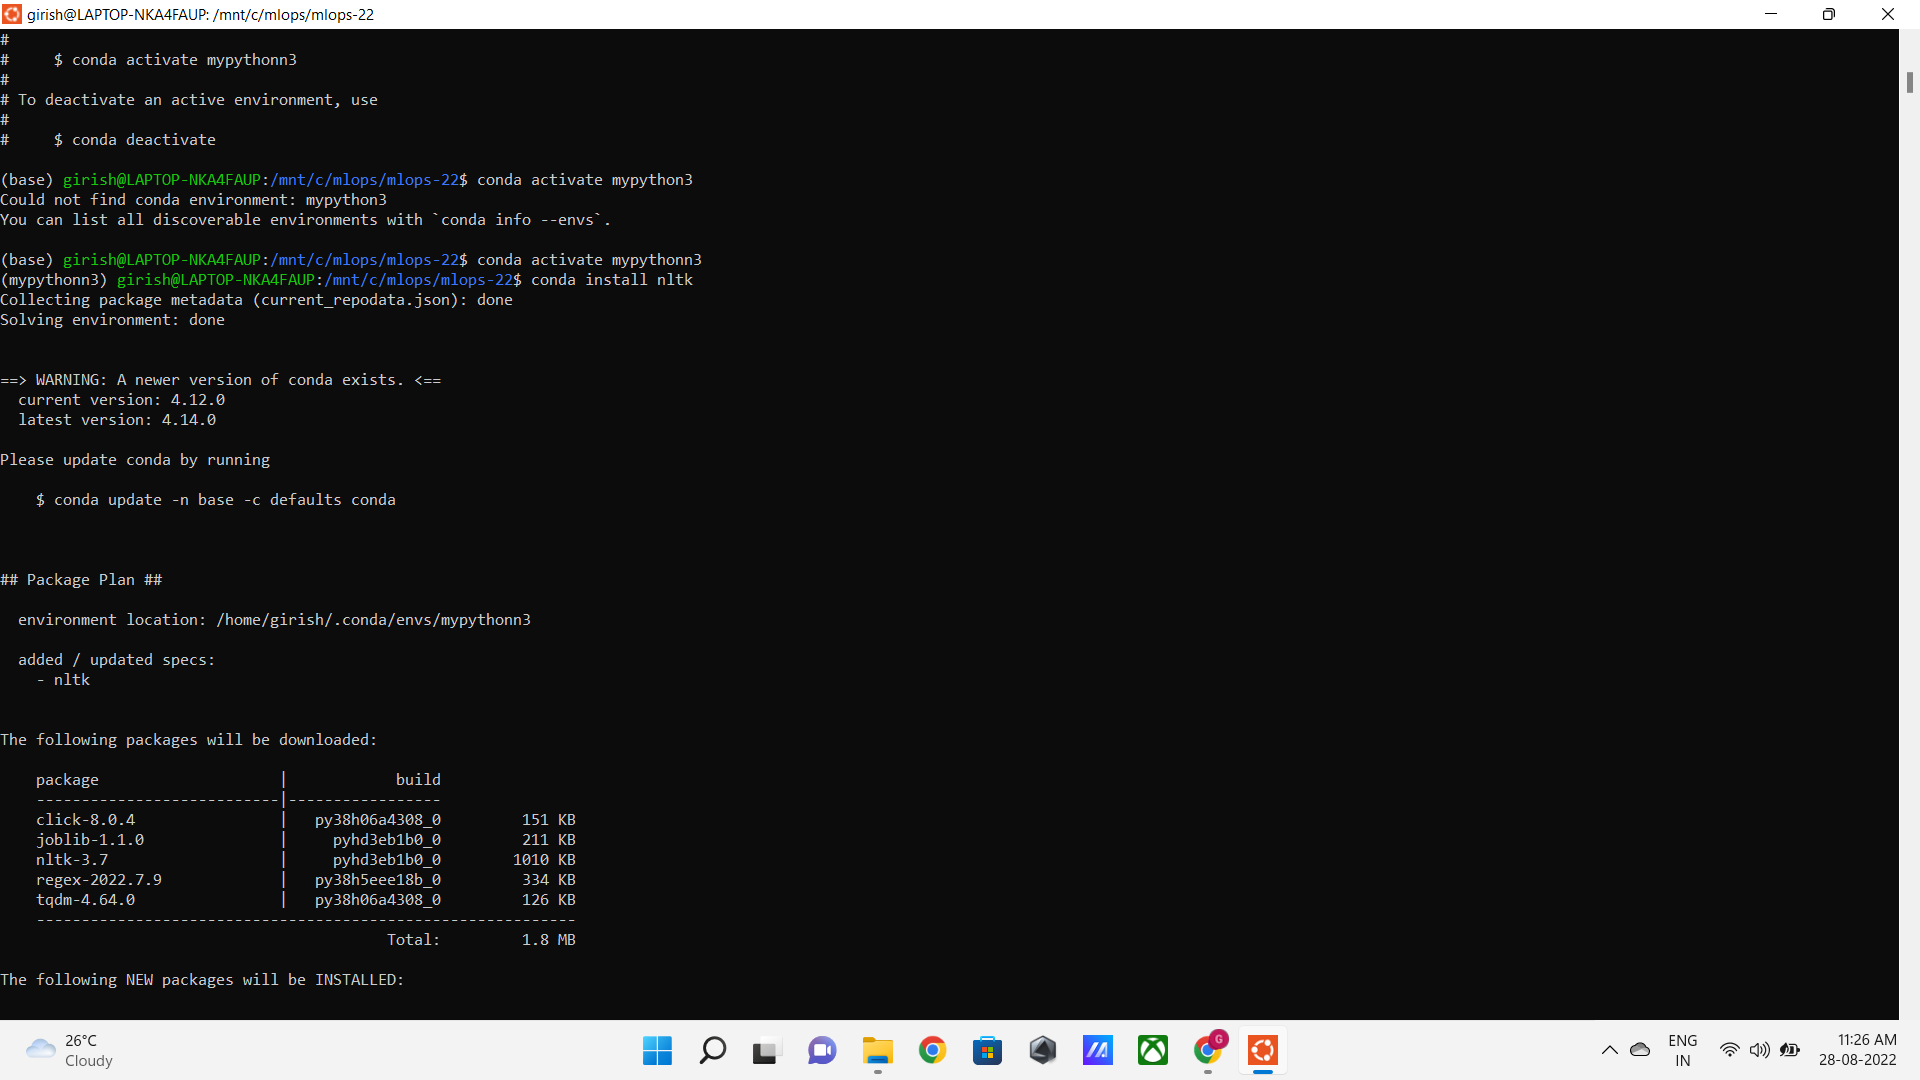 girish@LAPTOP-NKA4FAUP: /mnt/c/mlops/mlops-22
#
#     $ conda activate mypythonn3
#
# To deactivate an active environment, use
#
#     $ conda deactivate
(base) girish@LAPTOP-NKA4FAUP:/mnt/c/mlops/mlops-22$ conda activate mypython3
Could not find conda environment: mypython3
You can list all discoverable environments with `conda info --envs`.
(base) girish@LAPTOP-NKA4FAUP:/mnt/c/mlops/mlops-22$ conda activate mypythonn3
(mypythonn3) girish@LAPTOP-NKA4FAUP:/mnt/c/mlops/mlops-22$ conda install nltk
Collecting package metadata (current_repodata.json): done
Solving environment: done
==> WARNING: A newer version of conda exists. <==
  current version: 4.12.0
  latest version: 4.14.0
Please update conda by running
    $ conda update -n base -c defaults conda
## Package Plan ##
  environment location: /home/girish/.conda/envs/mypythonn3
  added / updated specs:
    - nltk
The following packages will be downloaded:
    package                    |            build
    ---------------------------|-----------------
    click-8.0.4                |   py38h06a4308_0         151 KB
    joblib-1.1.0               |     pyhd3eb1b0_0         211 KB
    nltk-3.7                   |     pyhd3eb1b0_0        1010 KB
    regex-2022.7.9             |   py38h5eee18b_0         334 KB
    tqdm-4.64.0                |   py38h06a4308_0         126 KB
    ------------------------------------------------------------
                                           Total:         1.8 MB
The following NEW packages will be INSTALLED:
26°C
Cloudy
G
ENG
IN
11:26 AM
28-08-2022